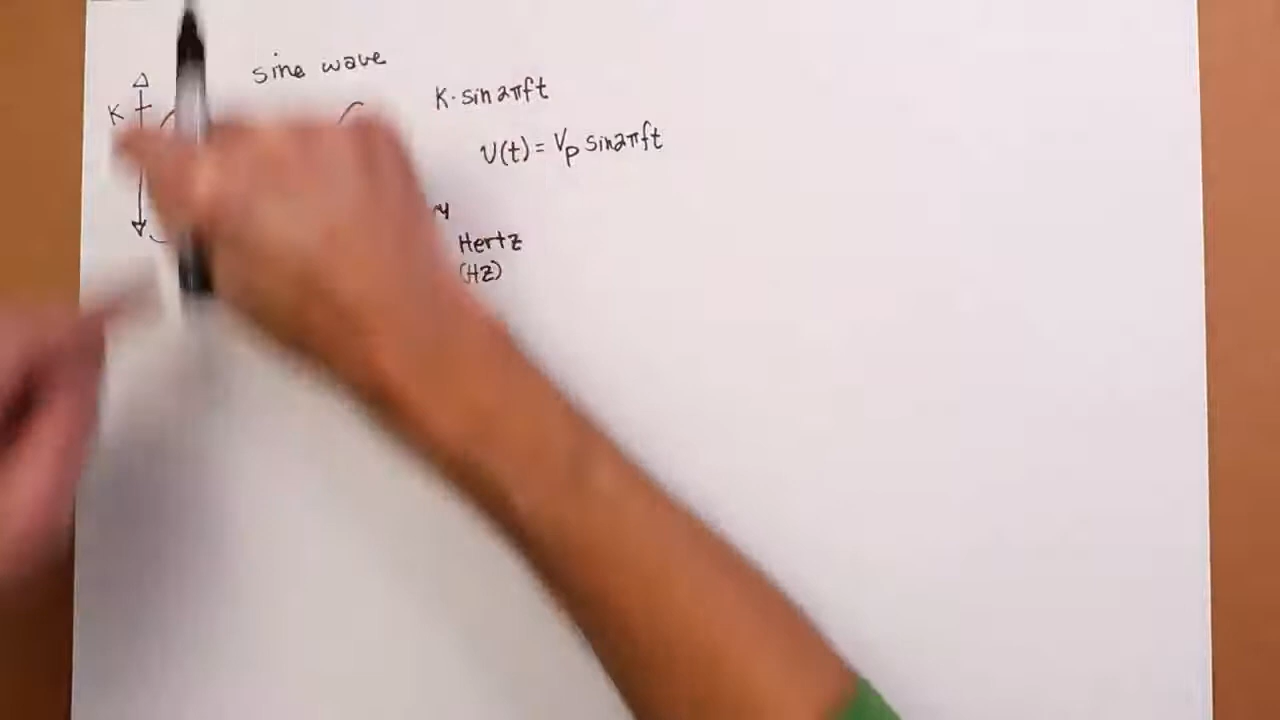 sine wave
K
K·sin2πft
v(t) = Vp sin2πft
Hertz
(Hz)